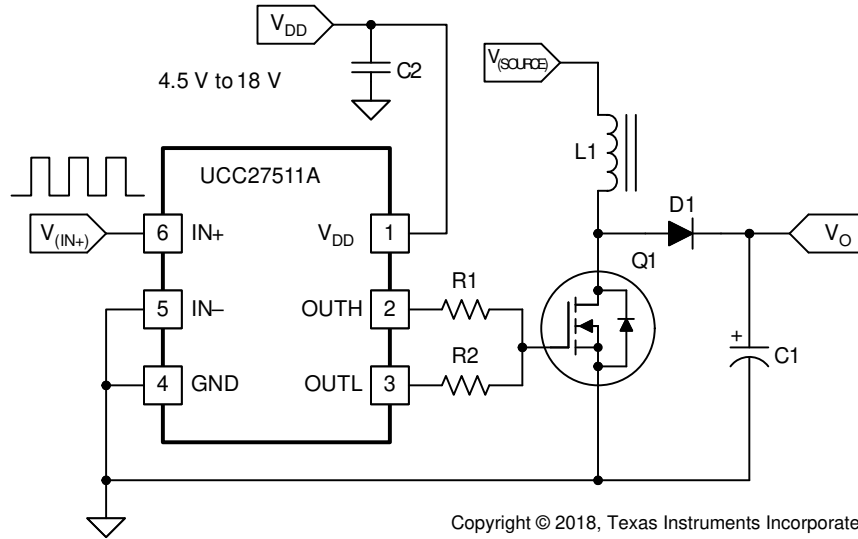 VDD
C2
4.5 V to 18 V
V(SOURCE)
L1
UCC27511A
V(IN+)
6 IN+
VDD 1
D1
VO
Q1
R1
5 IN–
OUTH 2
R2
+
C1
4 GND
OUTL 3
Copyright © 2018, Texas Instruments Incorporate